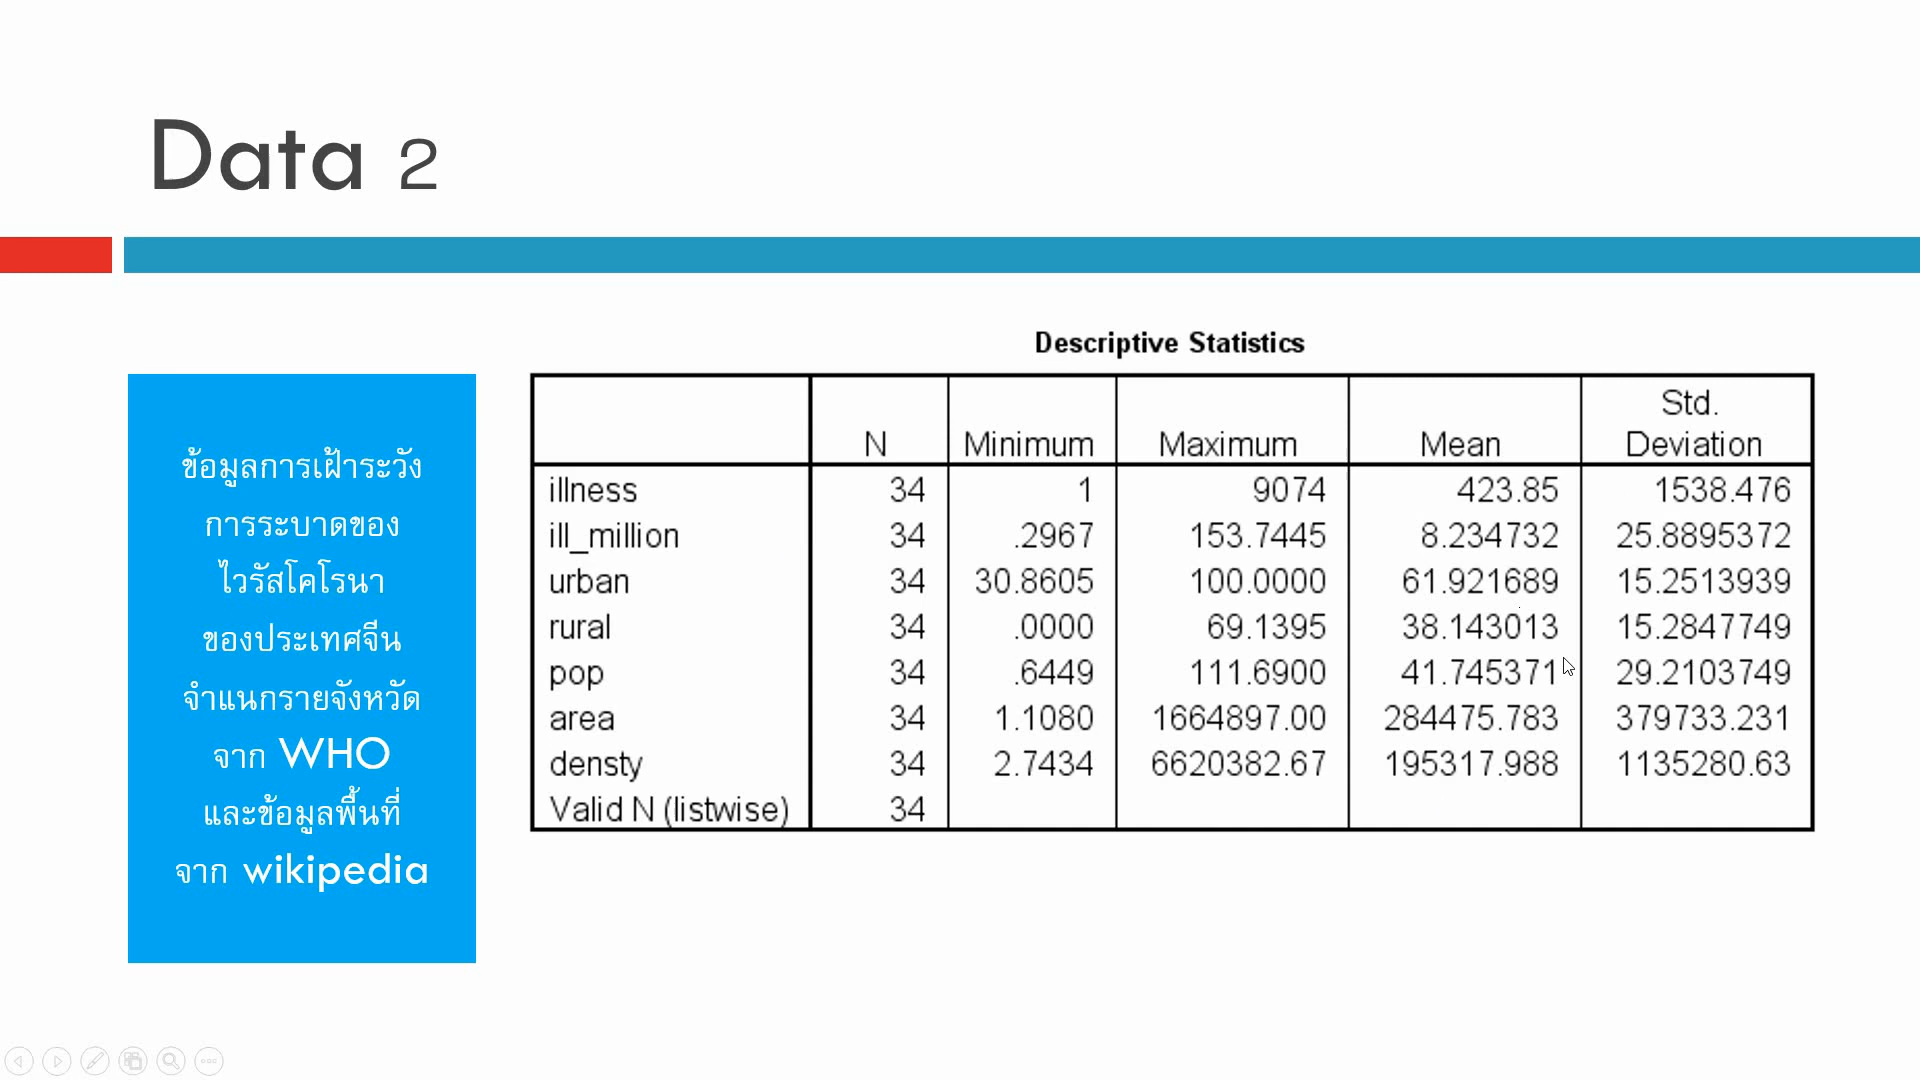 Data 2
ข้อมูลการเฝ้าระวัง
การระบาดของ
ไวรัสโคโรนา
ของประเทศจีน
จำแนกรายจังหวัด
จาก WHO
และข้อมูลพื้นที่
จาก wikipedia
Descriptive Statistics
N Minimum Maximum Mean Std. Deviation
illness 34 1 9074 423.85 1538.476
ill_million 34 .2967 153.7445 8.234732 25.8895372
urban 34 30.8605 100.0000 61.921689 15.2513939
rural 34 .0000 69.1395 38.143013 15.2847749
pop 34 .6449 111.6900 41.745371 29.2103749
area 34 1.1080 1664897.00 284475.783 379733.231
densty 34 2.7434 6620382.67 195317.988 1135280.63
Valid N (listwise) 34